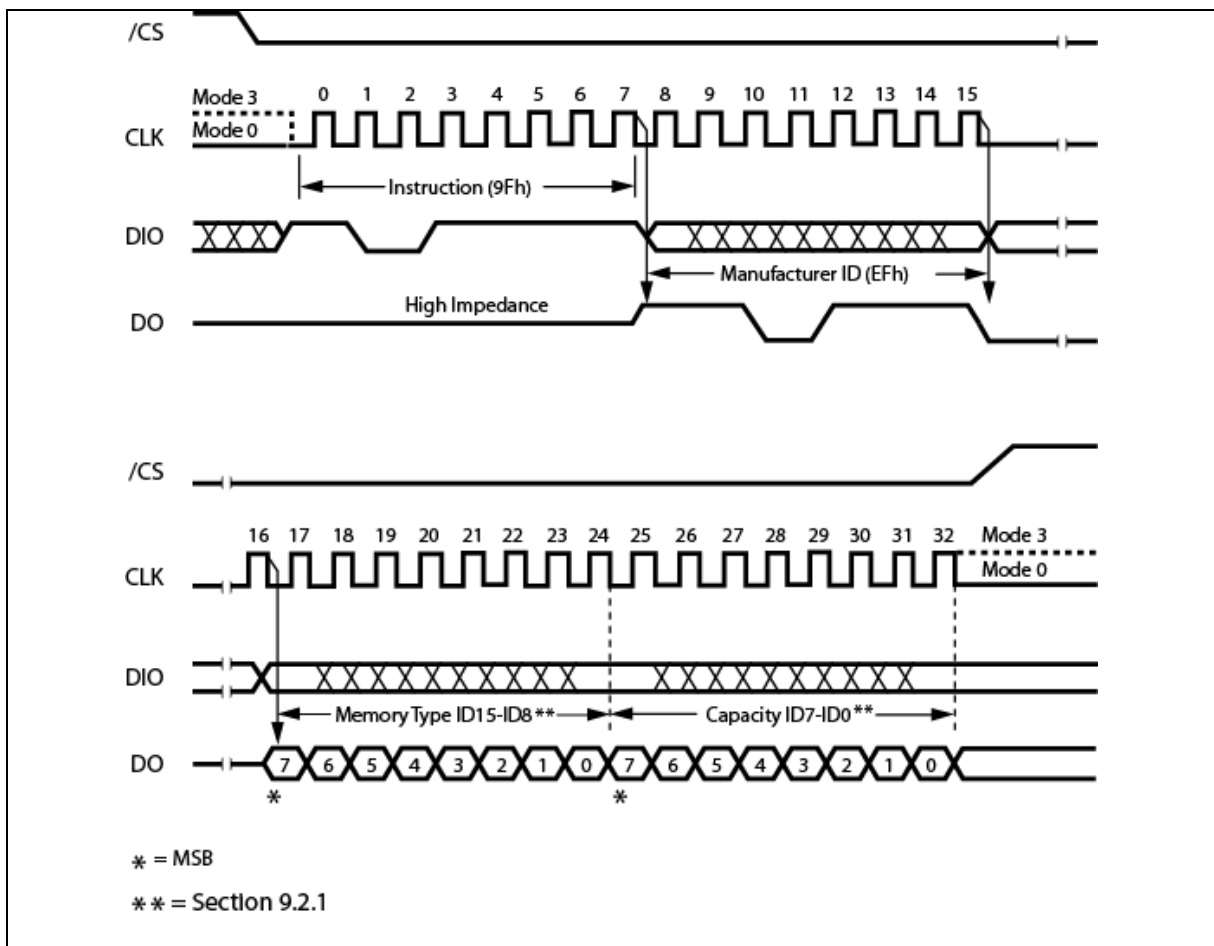 /CS
Mode 3
0 1 2 3 4 5 6 7 8 9 10 11 12 13 14 15
CLK
Mode 0
Instruction (9Fh)
DIO
Manufacturer ID (EFh)
High Impedance
DO
/CS
16 17 18 19 20 21 22 23 24 25 26 27 28 29 30 31 32
Mode 3
CLK
Mode 0
DIO
Memory Type ID15-ID8**
Capacity ID7-ID0**
DO
7 6 5 4 3 2 1 0 7 6 5 4 3 2 1 0
* *
* = MSB
** = Section 9.2.1